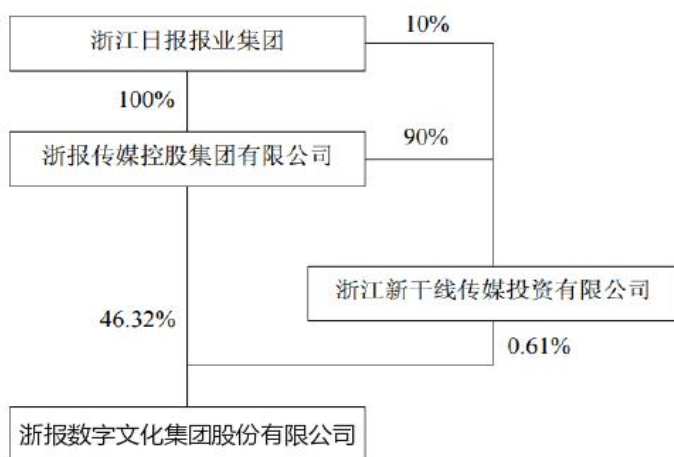 浙江日报报业集团
10%
100%
浙报传媒控股集团有限公司
90%
浙江新干线传媒投资有限公司
46.32%
0.61%
浙报数字文化集团股份有限公司